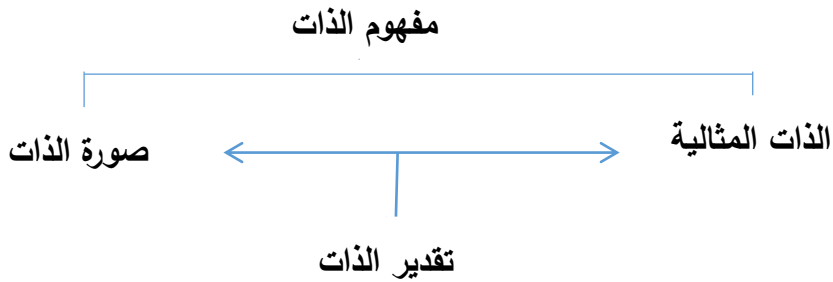 مفهوم الذات
الذات المثالية
صورة الذات
تقدير الذات